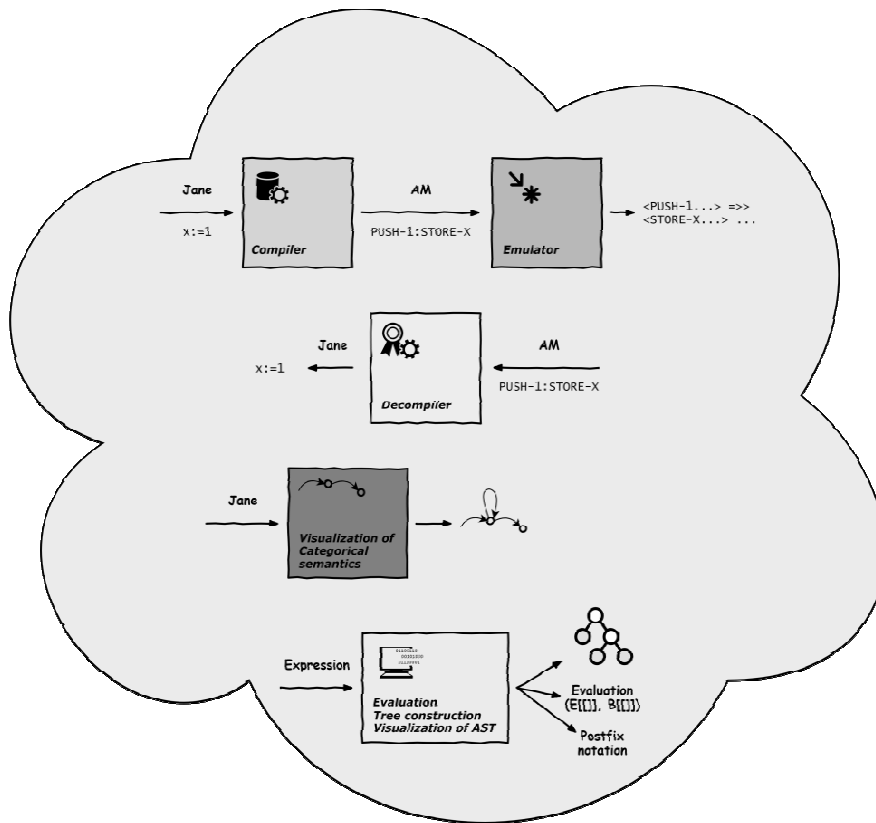 Jane
AM
x:=1
Compiler
PUSH-1:STORE-X
Emulator
<PUSH-1...> =>>
<STORE-X...> ...
Jane
AM
x:=1
PUSH-1:STORE-X
Decompiler
Jane
Visualization of
Categorical
semantics
Expression
Evaluation
Tree construction
Visualization of AST
Evaluation
(E[[]], B[[]])
Postfix
notation